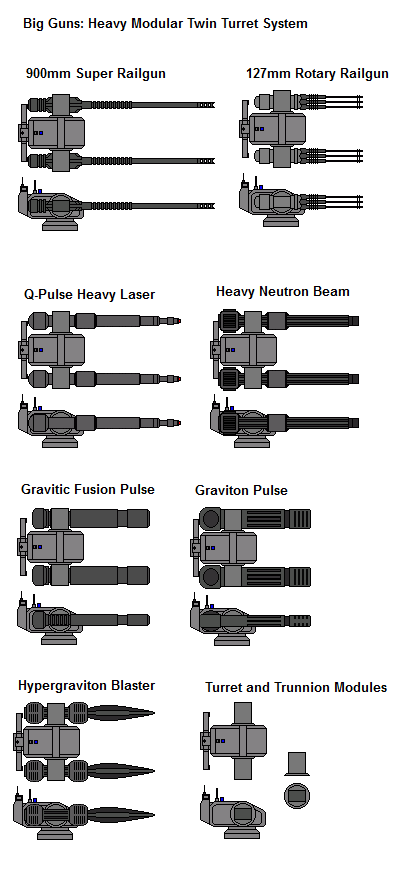 Big Guns: Heavy Modular Twin Turret System
900mm Super Railgun
127mm Rotary Railgun
Q-Pulse Heavy Laser
Heavy Neutron Beam
Gravitic Fusion Pulse
Graviton Pulse
Hypergraviton Blaster
Turret and Trunnion Modules